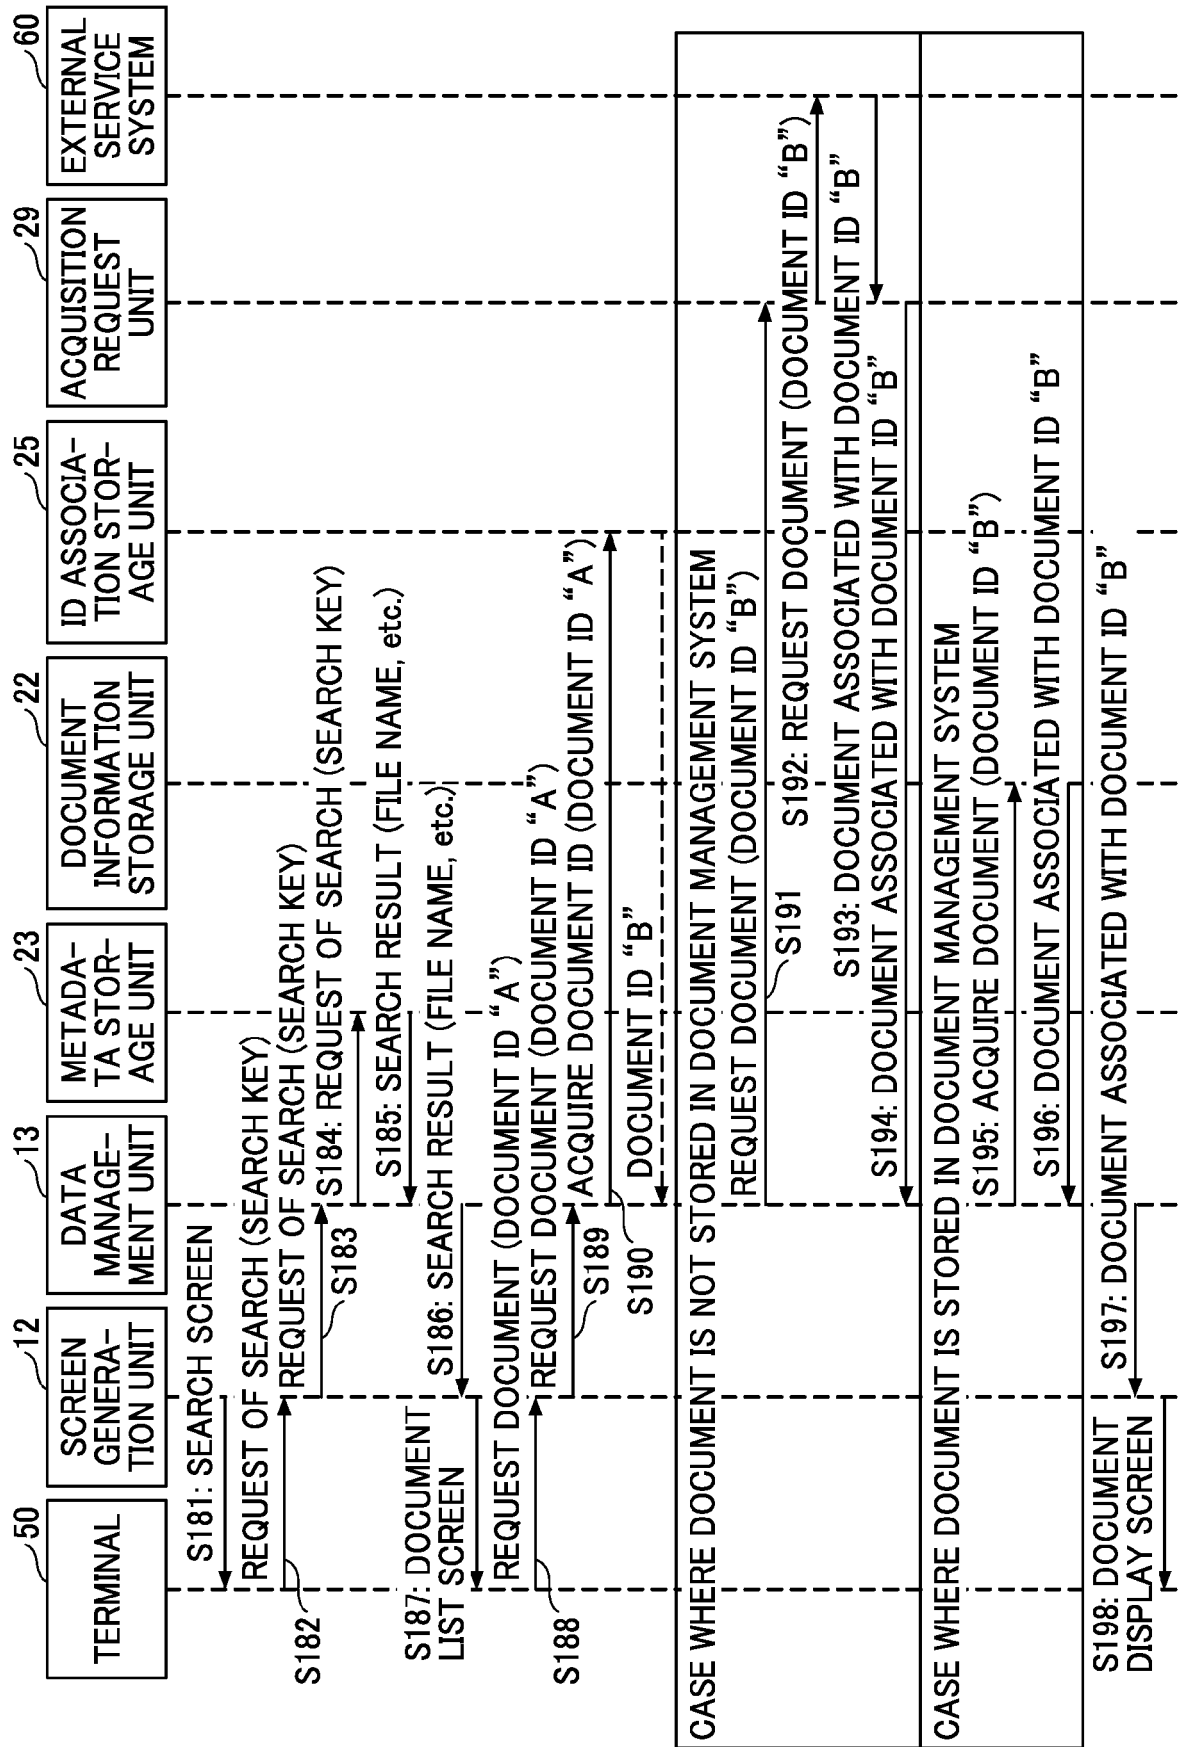 50
TERMINAL
12
SCREEN
GENERA-
TION UNIT
13
DATA
MANAGE-
MENT UNIT
23
METADA-
TA STOR-
AGE UNIT
22
DOCUMENT
INFORMATION
STORAGE UNIT
25
ID ASSOCIA-
TION STOR-
AGE UNIT
29
ACQUISITION
REQUEST
UNIT
60
EXTERNAL
SERVICE
SYSTEM
S181: SEARCH SCREEN
REQUEST OF SEARCH (SEARCH KEY)
S182
REQUEST OF SEARCH (SEARCH KEY)
S183
S184: REQUEST OF SEARCH (SEARCH KEY)
S185: SEARCH RESULT (FILE NAME, etc.)
S186: SEARCH RESULT (FILE NAME, etc.)
S187: DOCUMENT
LIST SCREEN
REQUEST DOCUMENT (DOCUMENT ID “A”)
S188
REQUEST DOCUMENT (DOCUMENT ID “A”)
S189
ACQUIRE DOCUMENT ID (DOCUMENT ID “A”)
S190
DOCUMENT ID “B”
CASE WHERE DOCUMENT IS NOT STORED IN DOCUMENT MANAGEMENT SYSTEM
REQUEST DOCUMENT (DOCUMENT ID “B”)
S191
S192: REQUEST DOCUMENT (DOCUMENT ID “B”)
S193: DOCUMENT ASSOCIATED WITH DOCUMENT ID “B”
S194: DOCUMENT ASSOCIATED WITH DOCUMENT ID “B”
CASE WHERE DOCUMENT IS STORED IN DOCUMENT MANAGEMENT SYSTEM
S195: ACQUIRE DOCUMENT (DOCUMENT ID “B”)
S196: DOCUMENT ASSOCIATED WITH DOCUMENT ID “B”
S197: DOCUMENT ASSOCIATED WITH DOCUMENT ID “B”
S198: DOCUMENT
DISPLAY SCREEN